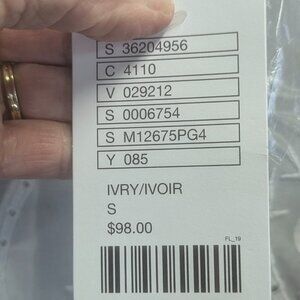 S 36204956
C 4110
V 029212
S 0006754
S M12675PG4
Y 085
IVRY/IVOIR
S
$98.00
FL_19